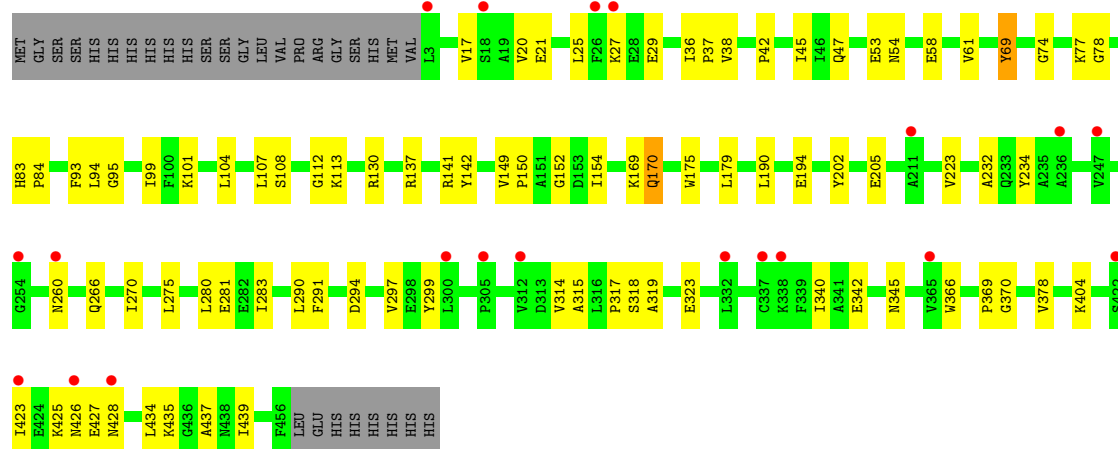 MET GLY SER SER HIS HIS HIS HIS HIS HIS SER SER GLY LEU VAL PRO ARG GLY SER HIS MET VAL L3 V17 S18 A19 V20 E21 L25 F26 K27 E28 E29 I36 P37 V38 P42 I45 I46 Q47 E53 N54 E58 V61 Y69 G74 K77 G78
H83 P84 F93 L94 G95 I99 F100 K101 L104 L107 S108 G112 K113 R130 R137 R141 Y142 V149 P150 A151 G152 D153 I154 K169 Q170 W175 L179 L190 E194 Y202 E205 A211 V223 A232 Q233 Y234 A235 A236 V247
G254 N260 Q266 I270 L275 L280 E281 E282 I283 L290 F291 D294 V297 E298 Y299 L300 P305 V312 D313 V314 A315 L316 P317 S318 A319 E323 L332 C337 K338 F339 I340 A341 E342 N345 V365 W366 P369 G370 V378 K404
I423 E424 K425 N426 E427 N428 L434 K435 G436 A437 N438 I439 F456 LEU GLU HIS HIS HIS HIS HIS HIS